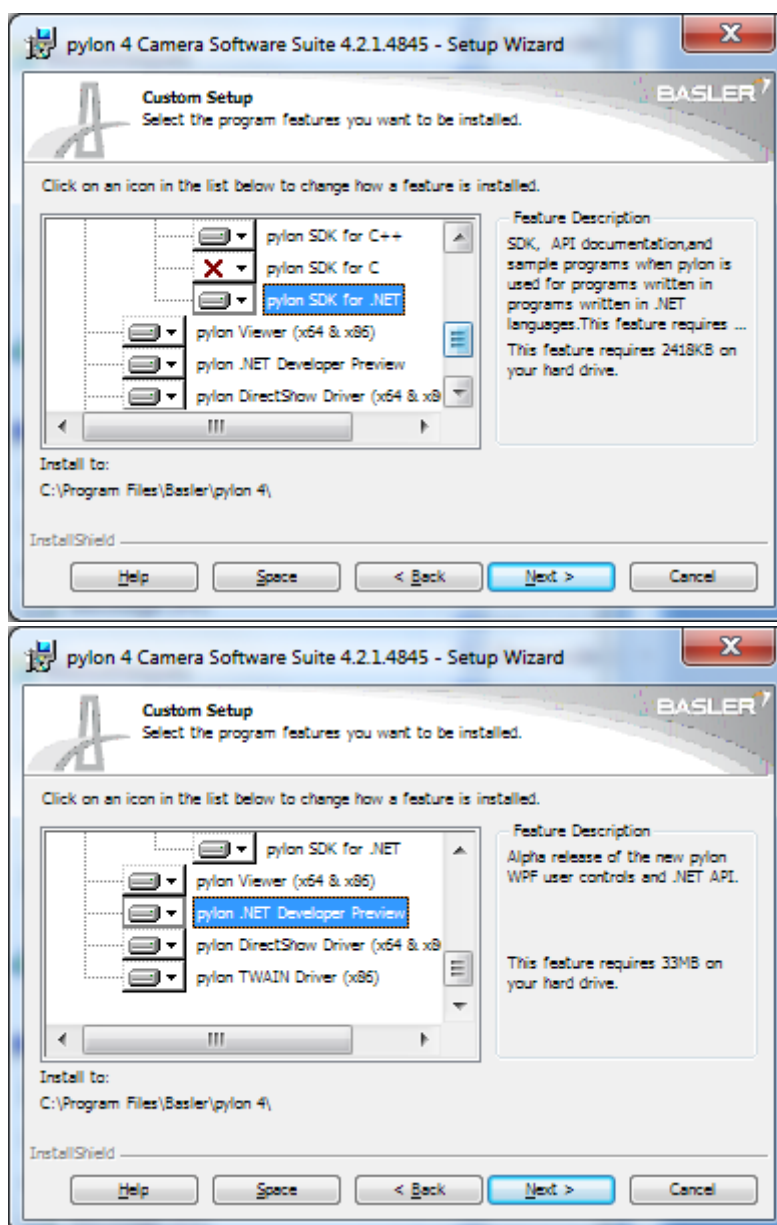 pylon 4 Camera Software Suite 4.2.1.4845 - Setup Wizard
Custom Setup
Select the program features you want to be installed.
BASLER
Click on an icon in the list below to change how a feature is installed.
pylon SDK for C++
pylon SDK for C
pylon SDK for .NET
pylon Viewer (x64 & x86)
pylon .NET Developer Preview
pylon DirectShow Driver (x64 & x8
Feature Description
SDK, API documentation,and
sample programs when pylon is
used for programs written in
programs written in .NET
languages.This feature requires ...
This feature requires 2418KB on
your hard drive.
Install to:
C:\Program Files\Basler\pylon 4\
InstallShield
Help Space < Back Next > Cancel
pylon 4 Camera Software Suite 4.2.1.4845 - Setup Wizard
Custom Setup
Select the program features you want to be installed.
BASLER
Click on an icon in the list below to change how a feature is installed.
pylon SDK for .NET
pylon Viewer (x64 & x86)
pylon .NET Developer Preview
pylon DirectShow Driver (x64 & x8
pylon TWAIN Driver (x86)
Feature Description
Alpha release of the new pylon
WPF user controls and .NET API.
This feature requires 33MB on
your hard drive.
Install to:
C:\Program Files\Basler\pylon 4\
InstallShield
Help Space < Back Next > Cancel